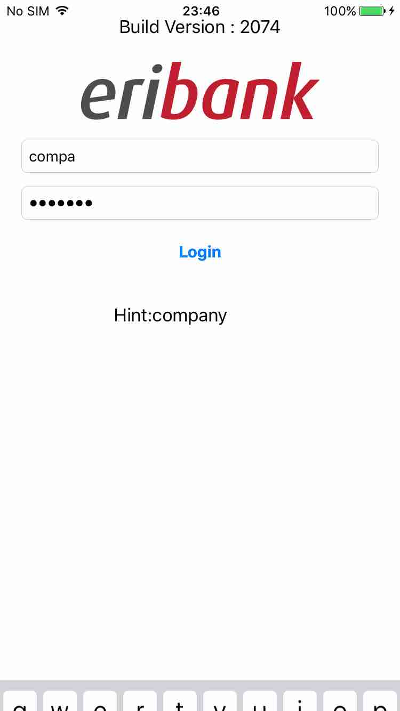 No SIM 23:46 100%
Build Version : 2074
eribank
compa
•••••••
Login
Hint:company
q w e r t y u i o p